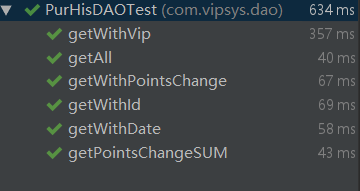 PurHisDAOTest (com.vipsys.dao) 634 ms
getWithVip 357 ms
getAll 40 ms
getWithPointsChange 67 ms
getWithId 69 ms
getWithDate 58 ms
getPointsChangeSUM 43 ms